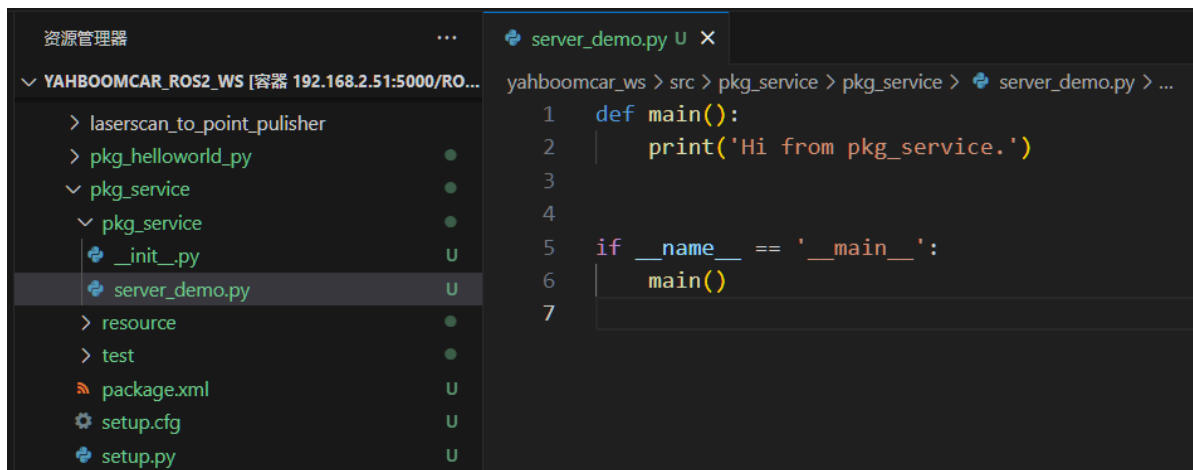 资源管理器 ...
YAHBOOMCAR_ROS2_WS [容器 192.168.2.51:5000/RO...
laserscan_to_point_pulisher
pkg_helloworld_py
pkg_service
pkg_service
__init__.py U
server_demo.py U
resource
test
package.xml U
setup.cfg U
setup.py U
server_demo.py U
yahboomcar_ws > src > pkg_service > pkg_service > server_demo.py > ...
1 def main():
2 print('Hi from pkg_service.')
3
4
5 if __name__ == '__main__':
6 main()
7